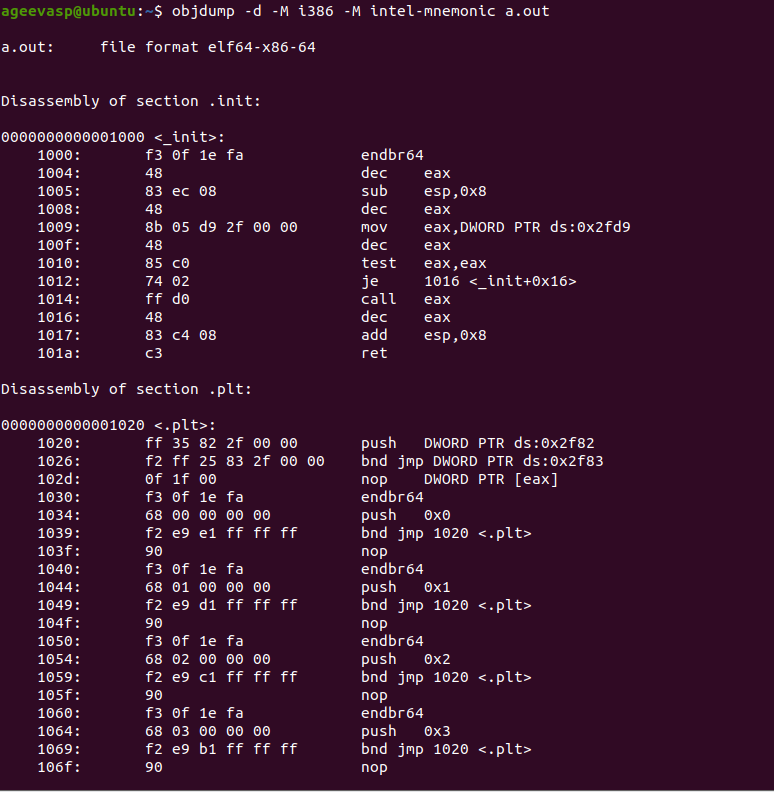 ageevasp@ubuntu:~$ objdump -d -M i386 -M intel-mnemonic a.out
a.out:     file format elf64-x86-64
Disassembly of section .init:
0000000000001000 <_init>:
    1000:       f3 0f 1e fa             endbr64
    1004:       48                      dec    eax
    1005:       83 ec 08                sub    esp,0x8
    1008:       48                      dec    eax
    1009:       8b 05 d9 2f 00 00       mov    eax,DWORD PTR ds:0x2fd9
    100f:       48                      dec    eax
    1010:       85 c0                   test   eax,eax
    1012:       74 02                   je     1016 <_init+0x16>
    1014:       ff d0                   call   eax
    1016:       48                      dec    eax
    1017:       83 c4 08                add    esp,0x8
    101a:       c3                      ret
Disassembly of section .plt:
0000000000001020 <.plt>:
    1020:       ff 35 82 2f 00 00       push   DWORD PTR ds:0x2f82
    1026:       f2 ff 25 83 2f 00 00    bnd jmp DWORD PTR ds:0x2f83
    102d:       0f 1f 00                nop    DWORD PTR [eax]
    1030:       f3 0f 1e fa             endbr64
    1034:       68 00 00 00 00          push   0x0
    1039:       f2 e9 e1 ff ff ff       bnd jmp 1020 <.plt>
    103f:       90                      nop
    1040:       f3 0f 1e fa             endbr64
    1044:       68 01 00 00 00          push   0x1
    1049:       f2 e9 d1 ff ff ff       bnd jmp 1020 <.plt>
    104f:       90                      nop
    1050:       f3 0f 1e fa             endbr64
    1054:       68 02 00 00 00          push   0x2
    1059:       f2 e9 c1 ff ff ff       bnd jmp 1020 <.plt>
    105f:       90                      nop
    1060:       f3 0f 1e fa             endbr64
    1064:       68 03 00 00 00          push   0x3
    1069:       f2 e9 b1 ff ff ff       bnd jmp 1020 <.plt>
    106f:       90                      nop